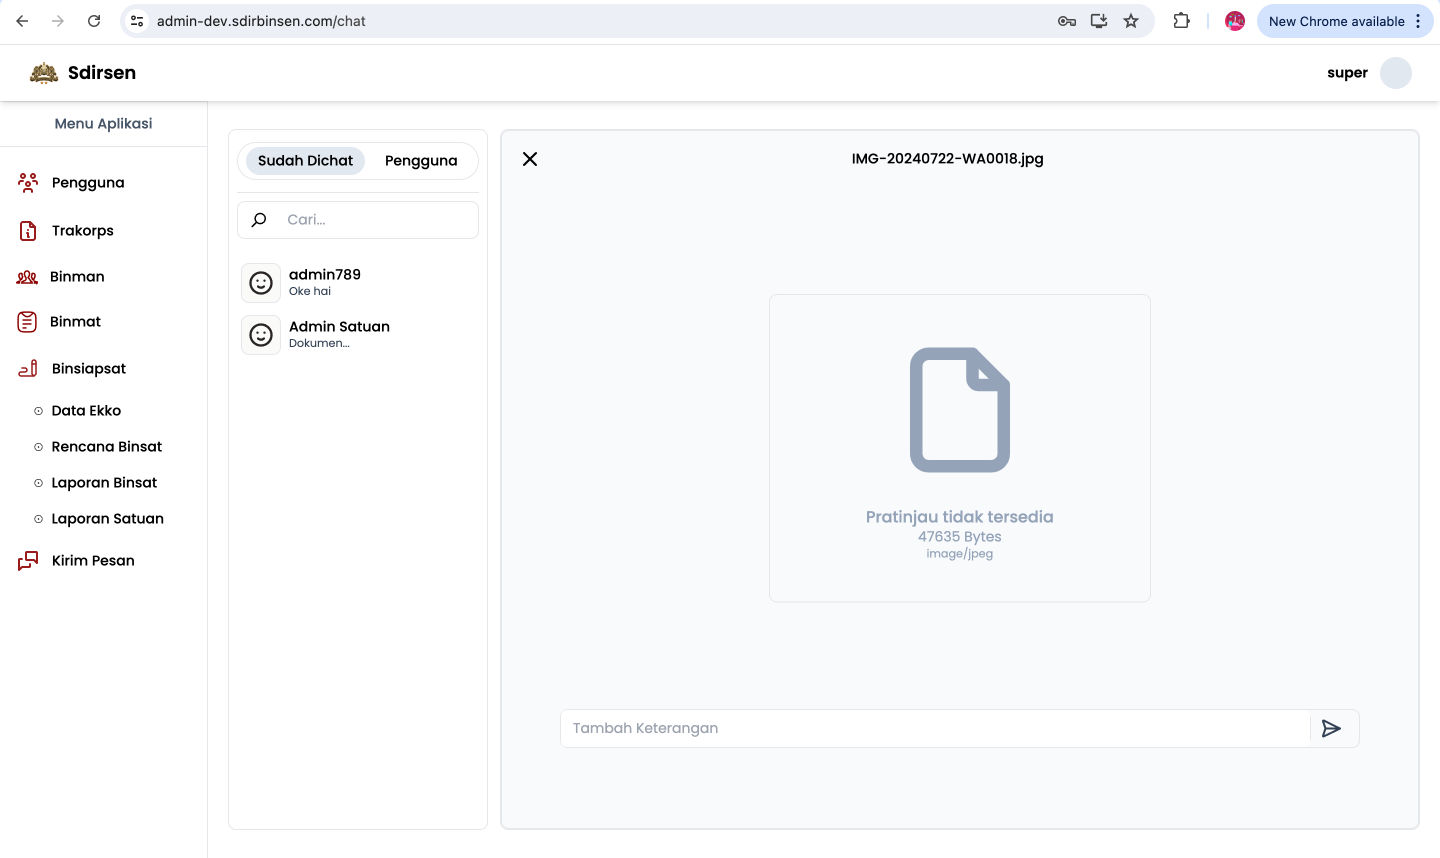 admin-dev.sdirbinsen.com/chat
New Chrome available
Sdirsen
super
Menu Aplikasi
Pengguna
Trakorps
Binman
Binmat
Binsiapsat
Data Ekko
Rencana Binsat
Laporan Binsat
Laporan Satuan
Kirim Pesan
Sudah Dichat
Pengguna
Cari...
admin789
Oke hai
Admin Satuan
Dokumen...
IMG-20240722-WA0018.jpg
Pratinjau tidak tersedia
47635 Bytes
image/jpeg
Tambah Keterangan